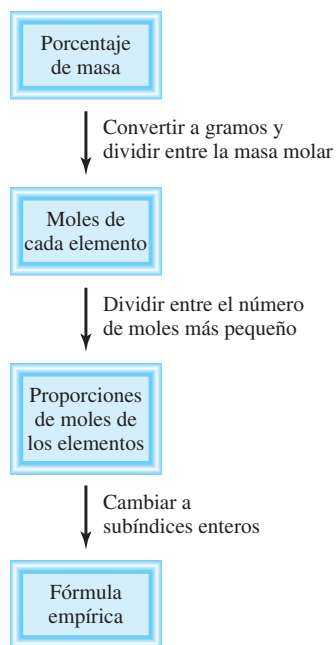 Porcentaje
de masa
Convertir a gramos y
dividir entre la masa molar
Moles de
cada elemento
Dividir entre el número
de moles más pequeño
Proporciones
de moles de
los elementos
Cambiar a
subíndices enteros
Fórmula
empírica